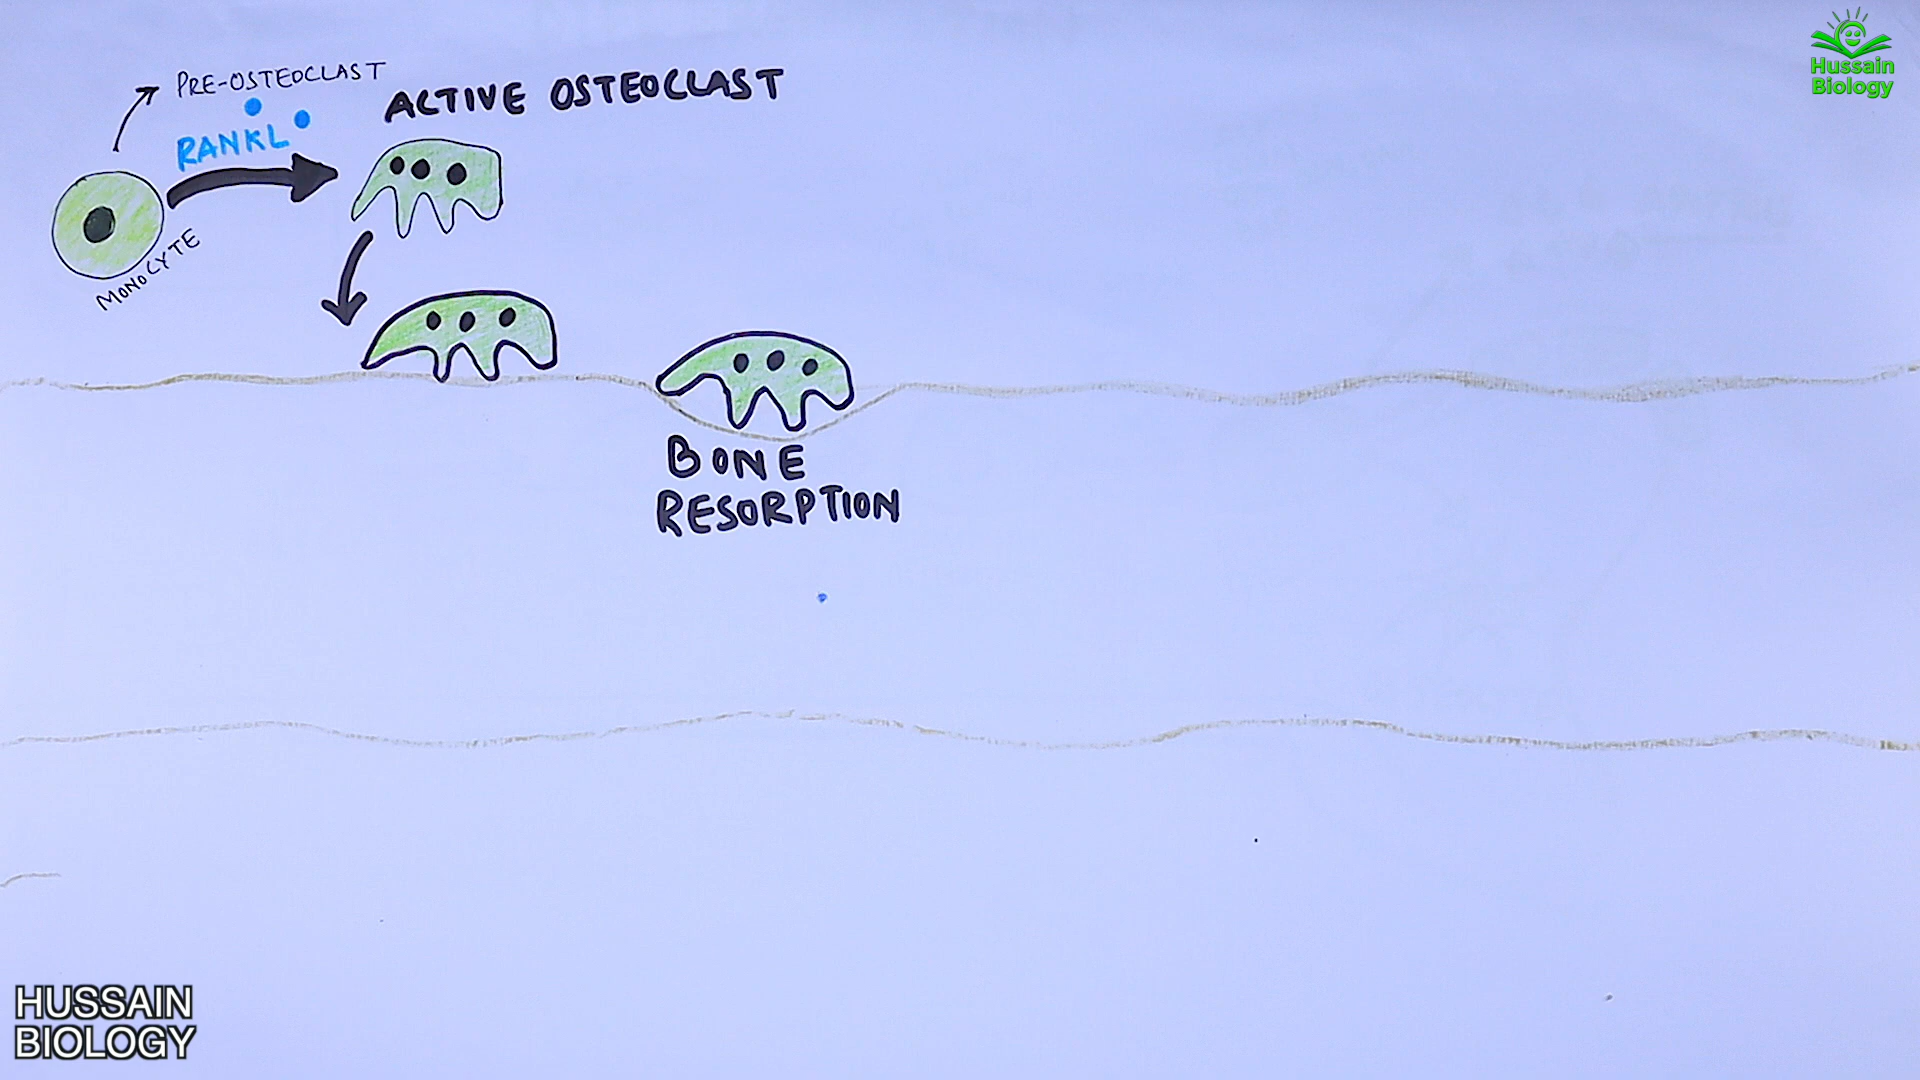 PRE-OSTEOCLAST
RANKL
ACTIVE OSTEOCLAST
MONOCYTE
BONE
RESORPTION
Hussain
Biology
HUSSAIN
BIOLOGY